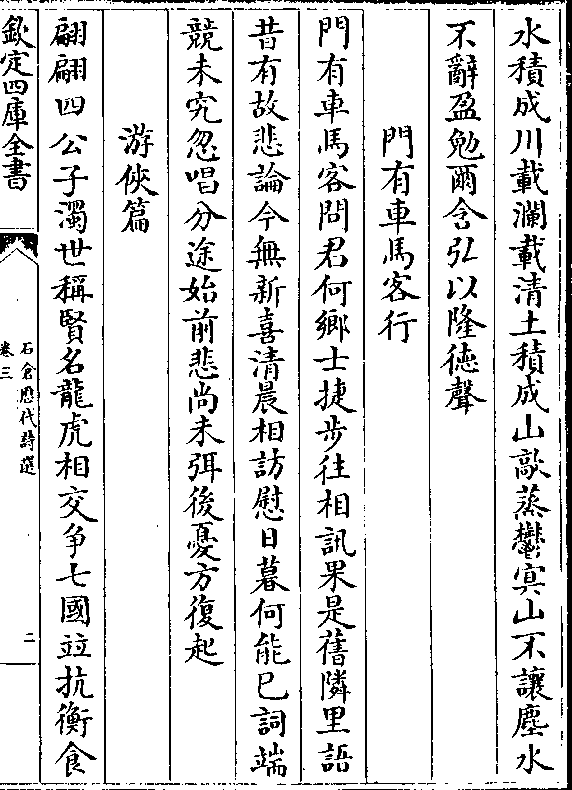 水積成川載瀾載清土積成山歊蒸鬱冥山不讓塵水
不辭盈勉爾含弘以隆德聲
門有車馬客行
門有車馬客問君何鄉士捷步往相訊果是舊隣里語
昔有故悲論今無新喜清晨相訪慰日暮何能已詞端
競未究忽唱分途始前悲尚未弭後憂方復起
游俠篇
翩翩四公子濁世稱賢名龍虎相交争七國竝抗衡食
欽定四庫全書
石倉歴代詩選
卷三
二